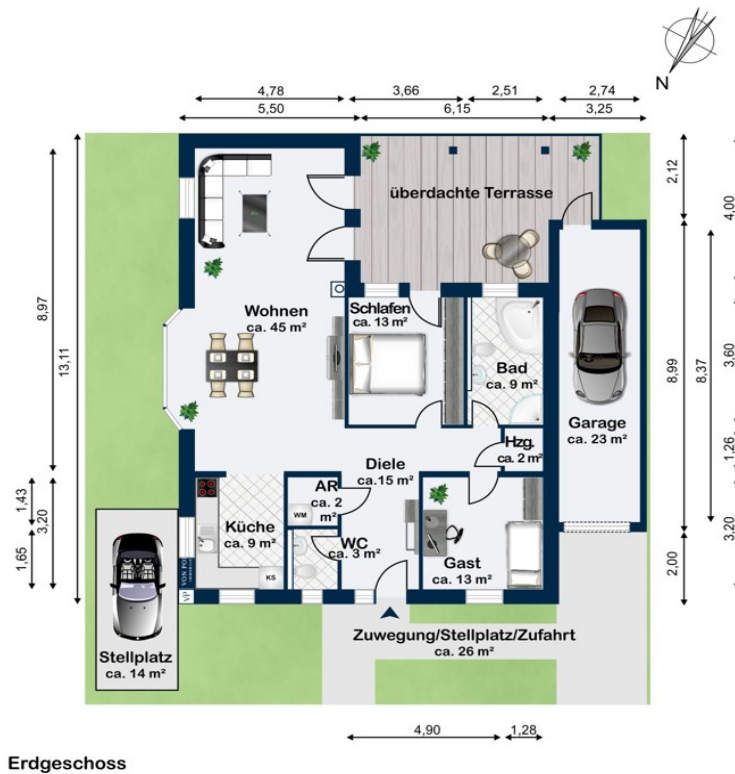 N
4,78
3,66
2,51
2,74
5,50
6,15
3,25
überdachte Terrasse
2,12
4,00
8,97
13,11
Wohnen
ca. 45 m²
Schlafen
ca. 13 m²
Bad
ca. 9 m²
Garage
ca. 23 m²
8,99
8,37
3,60
1,26
3,20
2,00
Hzg.
ca. 2 m²
Diele
ca.15 m²
AR
ca. 2
m²
WM
1,43
3,20
1,65
Küche
ca. 9 m²
KS
WC
ca. 3 m²
Gast
ca. 13 m²
VON PO
VP
Stellplatz
ca. 14 m²
Zuwegung/Stellplatz/Zufahrt
ca. 26 m²
4,90
1,28
Erdgeschoss